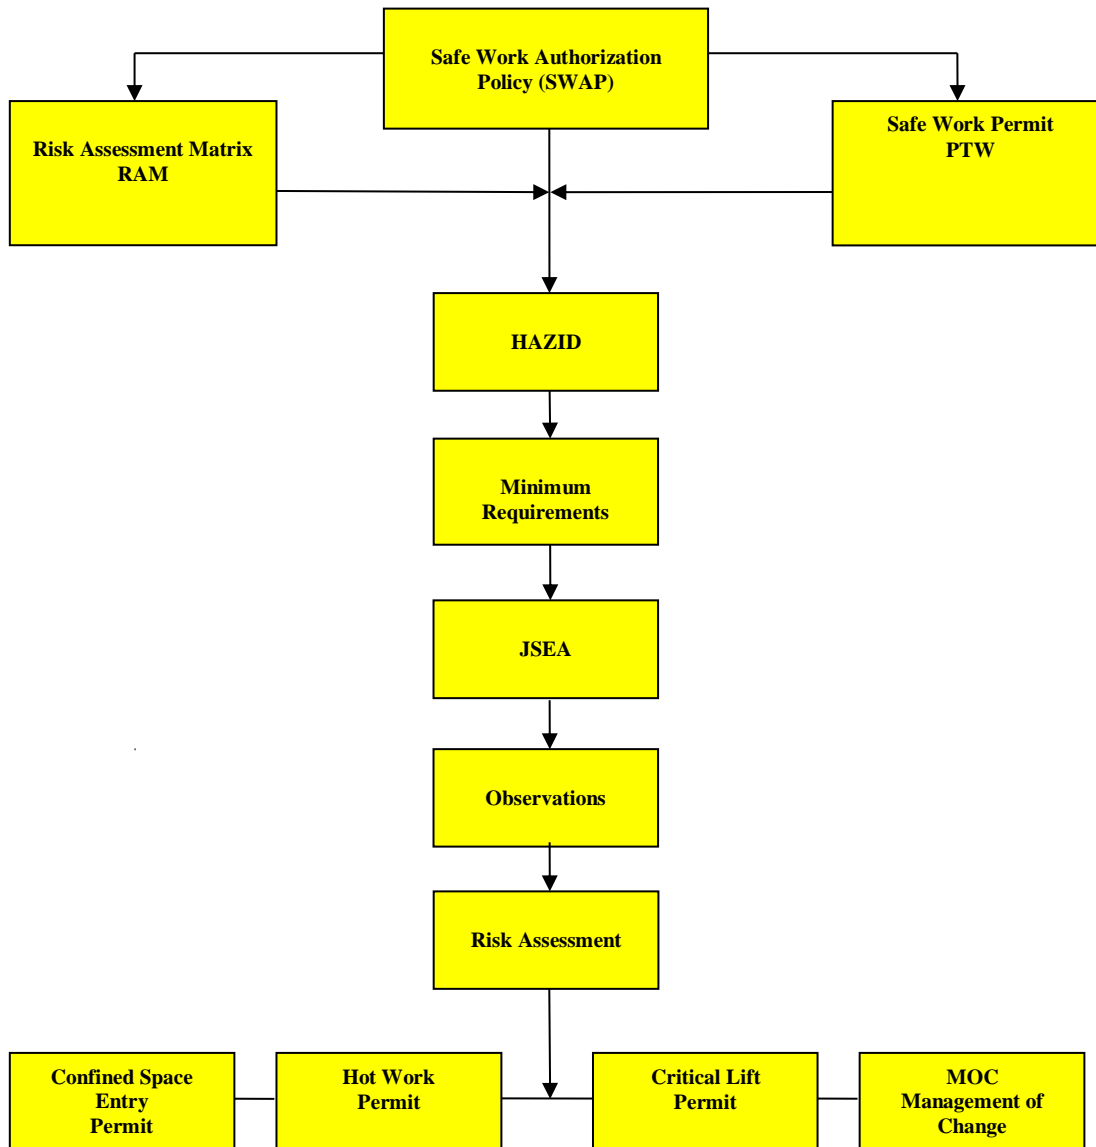 Safe Work Authorization
Policy (SWAP)
Risk Assessment Matrix
RAM
Safe Work Permit
PTW
HAZID
Minimum
Requirements
JSEA
Observations
Risk Assessment
Confined Space
Entry
Permit
Hot Work
Permit
Critical Lift
Permit
MOC
Management of
Change